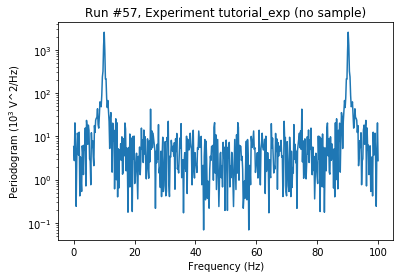 Run #57, Experiment tutorial_exp (no sample)
Periodogram (10³ V^2/Hz)
10³
10²
10¹
10⁰
10⁻¹
0 20 40 60 80 100
Frequency (Hz)